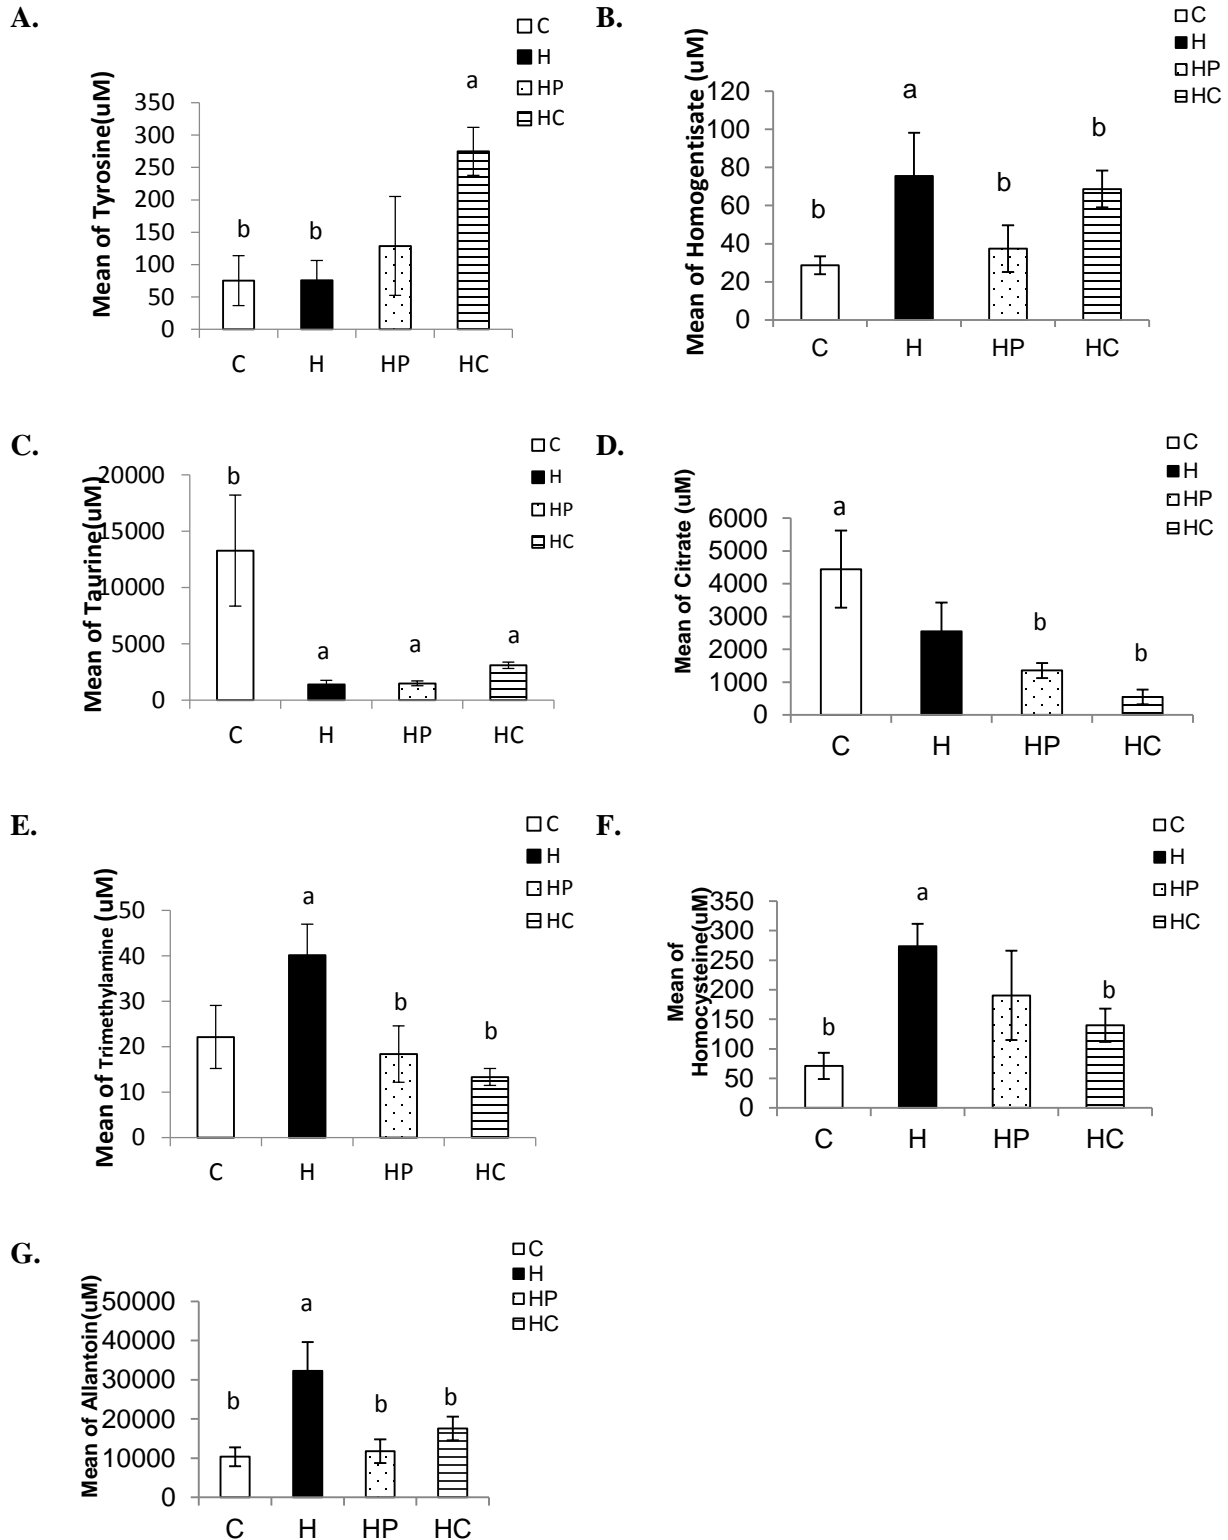 A.
C
H
HP
HC
Mean of Tyrosine(uM)
350
300
250
200
150
100
50
0
b
b
a
C H HP HC
B.
C
H
HP
HC
Mean of Homogentisate (uM)
120
100
80
60
40
20
0
b
a
b
b
C H HP HC
C.
C
H
HP
HC
Mean of Taurine(uM)
20000
15000
10000
5000
0
b
a
a
a
C H HP HC
D.
C
H
HP
HC
Mean of Citrate (uM)
6000
5000
4000
3000
2000
1000
0
a
b
b
C H HP HC
E.
C
H
HP
HC
Mean of Trimethylamine (uM)
50
40
30
20
10
0
a
b
b
C H HP HC
F.
C
H
HP
HC
Mean of
Homocysteine(uM)
350
300
250
200
150
100
50
0
b
a
b
C H HP HC
G.
C
H
HP
HC
Mean of Allantoin(uM)
50000
40000
30000
20000
10000
0
b
a
b
b
C H HP HC